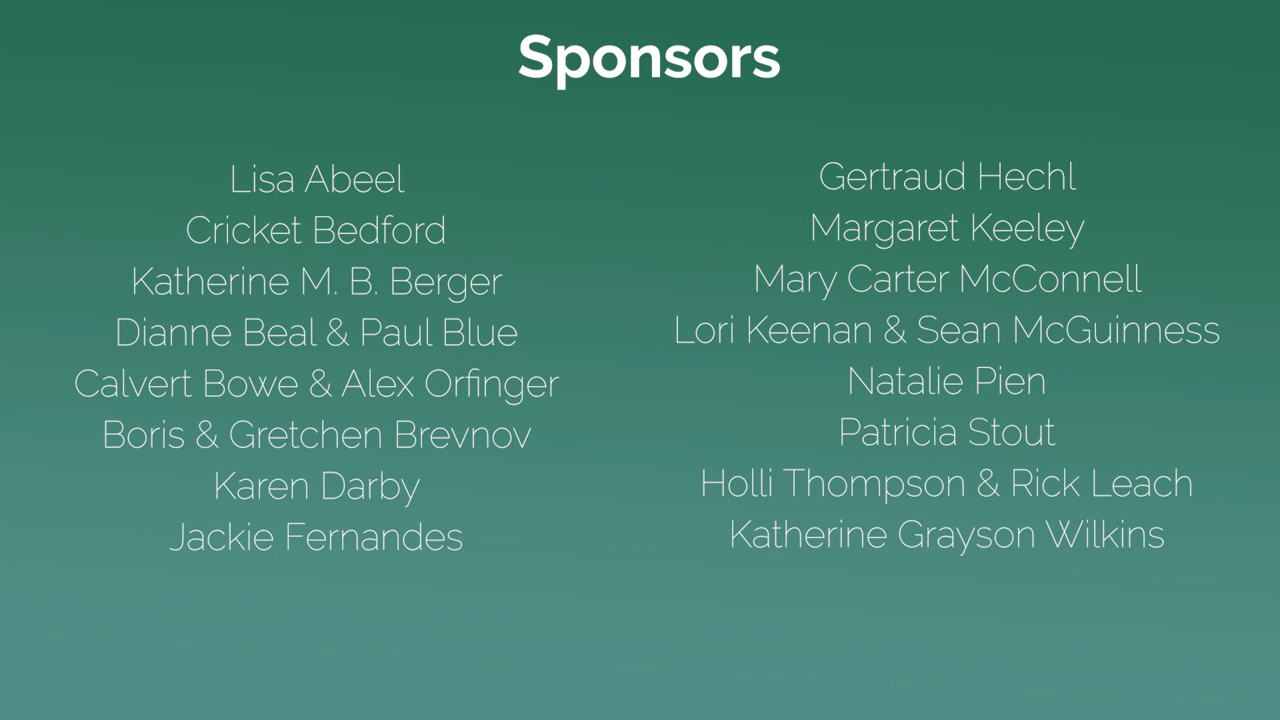 Sponsors
Lisa Abeel
Cricket Bedford
Katherine M. B. Berger
Dianne Beal & Paul Blue
Calvert Bowe & Alex Orfinger
Boris & Gretchen Brevnov
Karen Darby
Jackie Fernandes
Gertraud Hechl
Margaret Keeley
Mary Carter McConnell
Lori Keenan & Sean McGuinness
Natalie Pien
Patricia Stout
Holli Thompson & Rick Leach
Katherine Grayson Wilkins